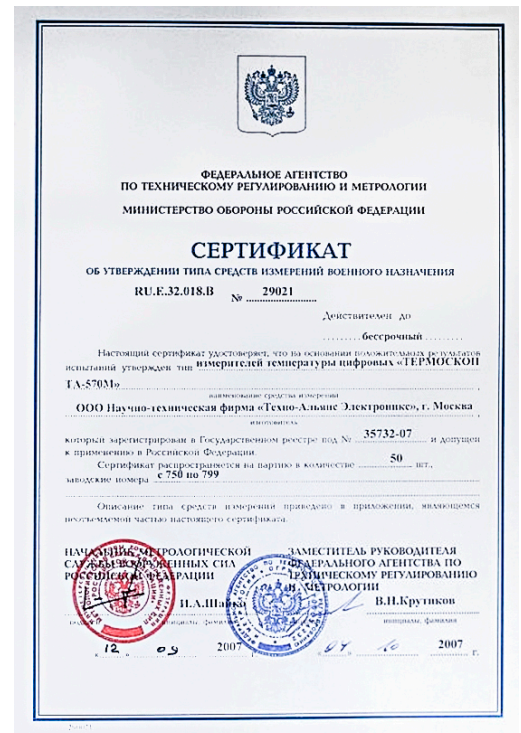 ФЕДЕРАЛЬНОЕ АГЕНТСТВО
ПО ТЕХНИЧЕСКОМУ РЕГУЛИРОВАНИЮ И МЕТРОЛОГИИ
МИНИСТЕРСТВО ОБОРОНЫ РОССИЙСКОЙ ФЕДЕРАЦИИ
СЕРТИФИКАТ
ОБ УТВЕРЖДЕНИИ ТИПА СРЕДСТВ ИЗМЕРЕНИЙ ВОЕННОГО НАЗНАЧЕНИЯ
RU.E.32.018.B № 29021
Действителен до
бессрочный
Настоящий сертификат удостоверяет, что на основании положительных результатов
испытаний утвержден тип измерителей температуры цифровых «ТЕРМОСКОП
ТА-570М»
наименование средства измерения
ООО Научно-техническая фирма «Техно-Альянс Электроникс», г. Москва
изготовитель
который зарегистрирован в Государственном реестре под № 35732-07 и допущен
к применению в Российской Федерации.
Сертификат распространяется на партию в количестве 50 шт.,
заводские номера с 750 по 799
Описание типа средств измерений приведено в приложении, являющемся
неотъемлемой частью настоящего сертификата.
НАЧАЛЬНИК МЕТРОЛОГИЧЕСКОЙ
СЛУЖБЫ ВООРУЖЕННЫХ СИЛ
РОССИЙСКОЙ ФЕДЕРАЦИИ
И.А.
12 09 2007
ЗАМЕСТИТЕЛЬ РУКОВОДИТЕЛЯ
ФЕДЕРАЛЬНОГО АГЕНТСТВА ПО
ТЕХНИЧЕСКОМУ РЕГУЛИРОВАНИЮ
И МЕТРОЛОГИИ
В.Н.Крутиков
инициалы, фамилия
04 10 2007 г.